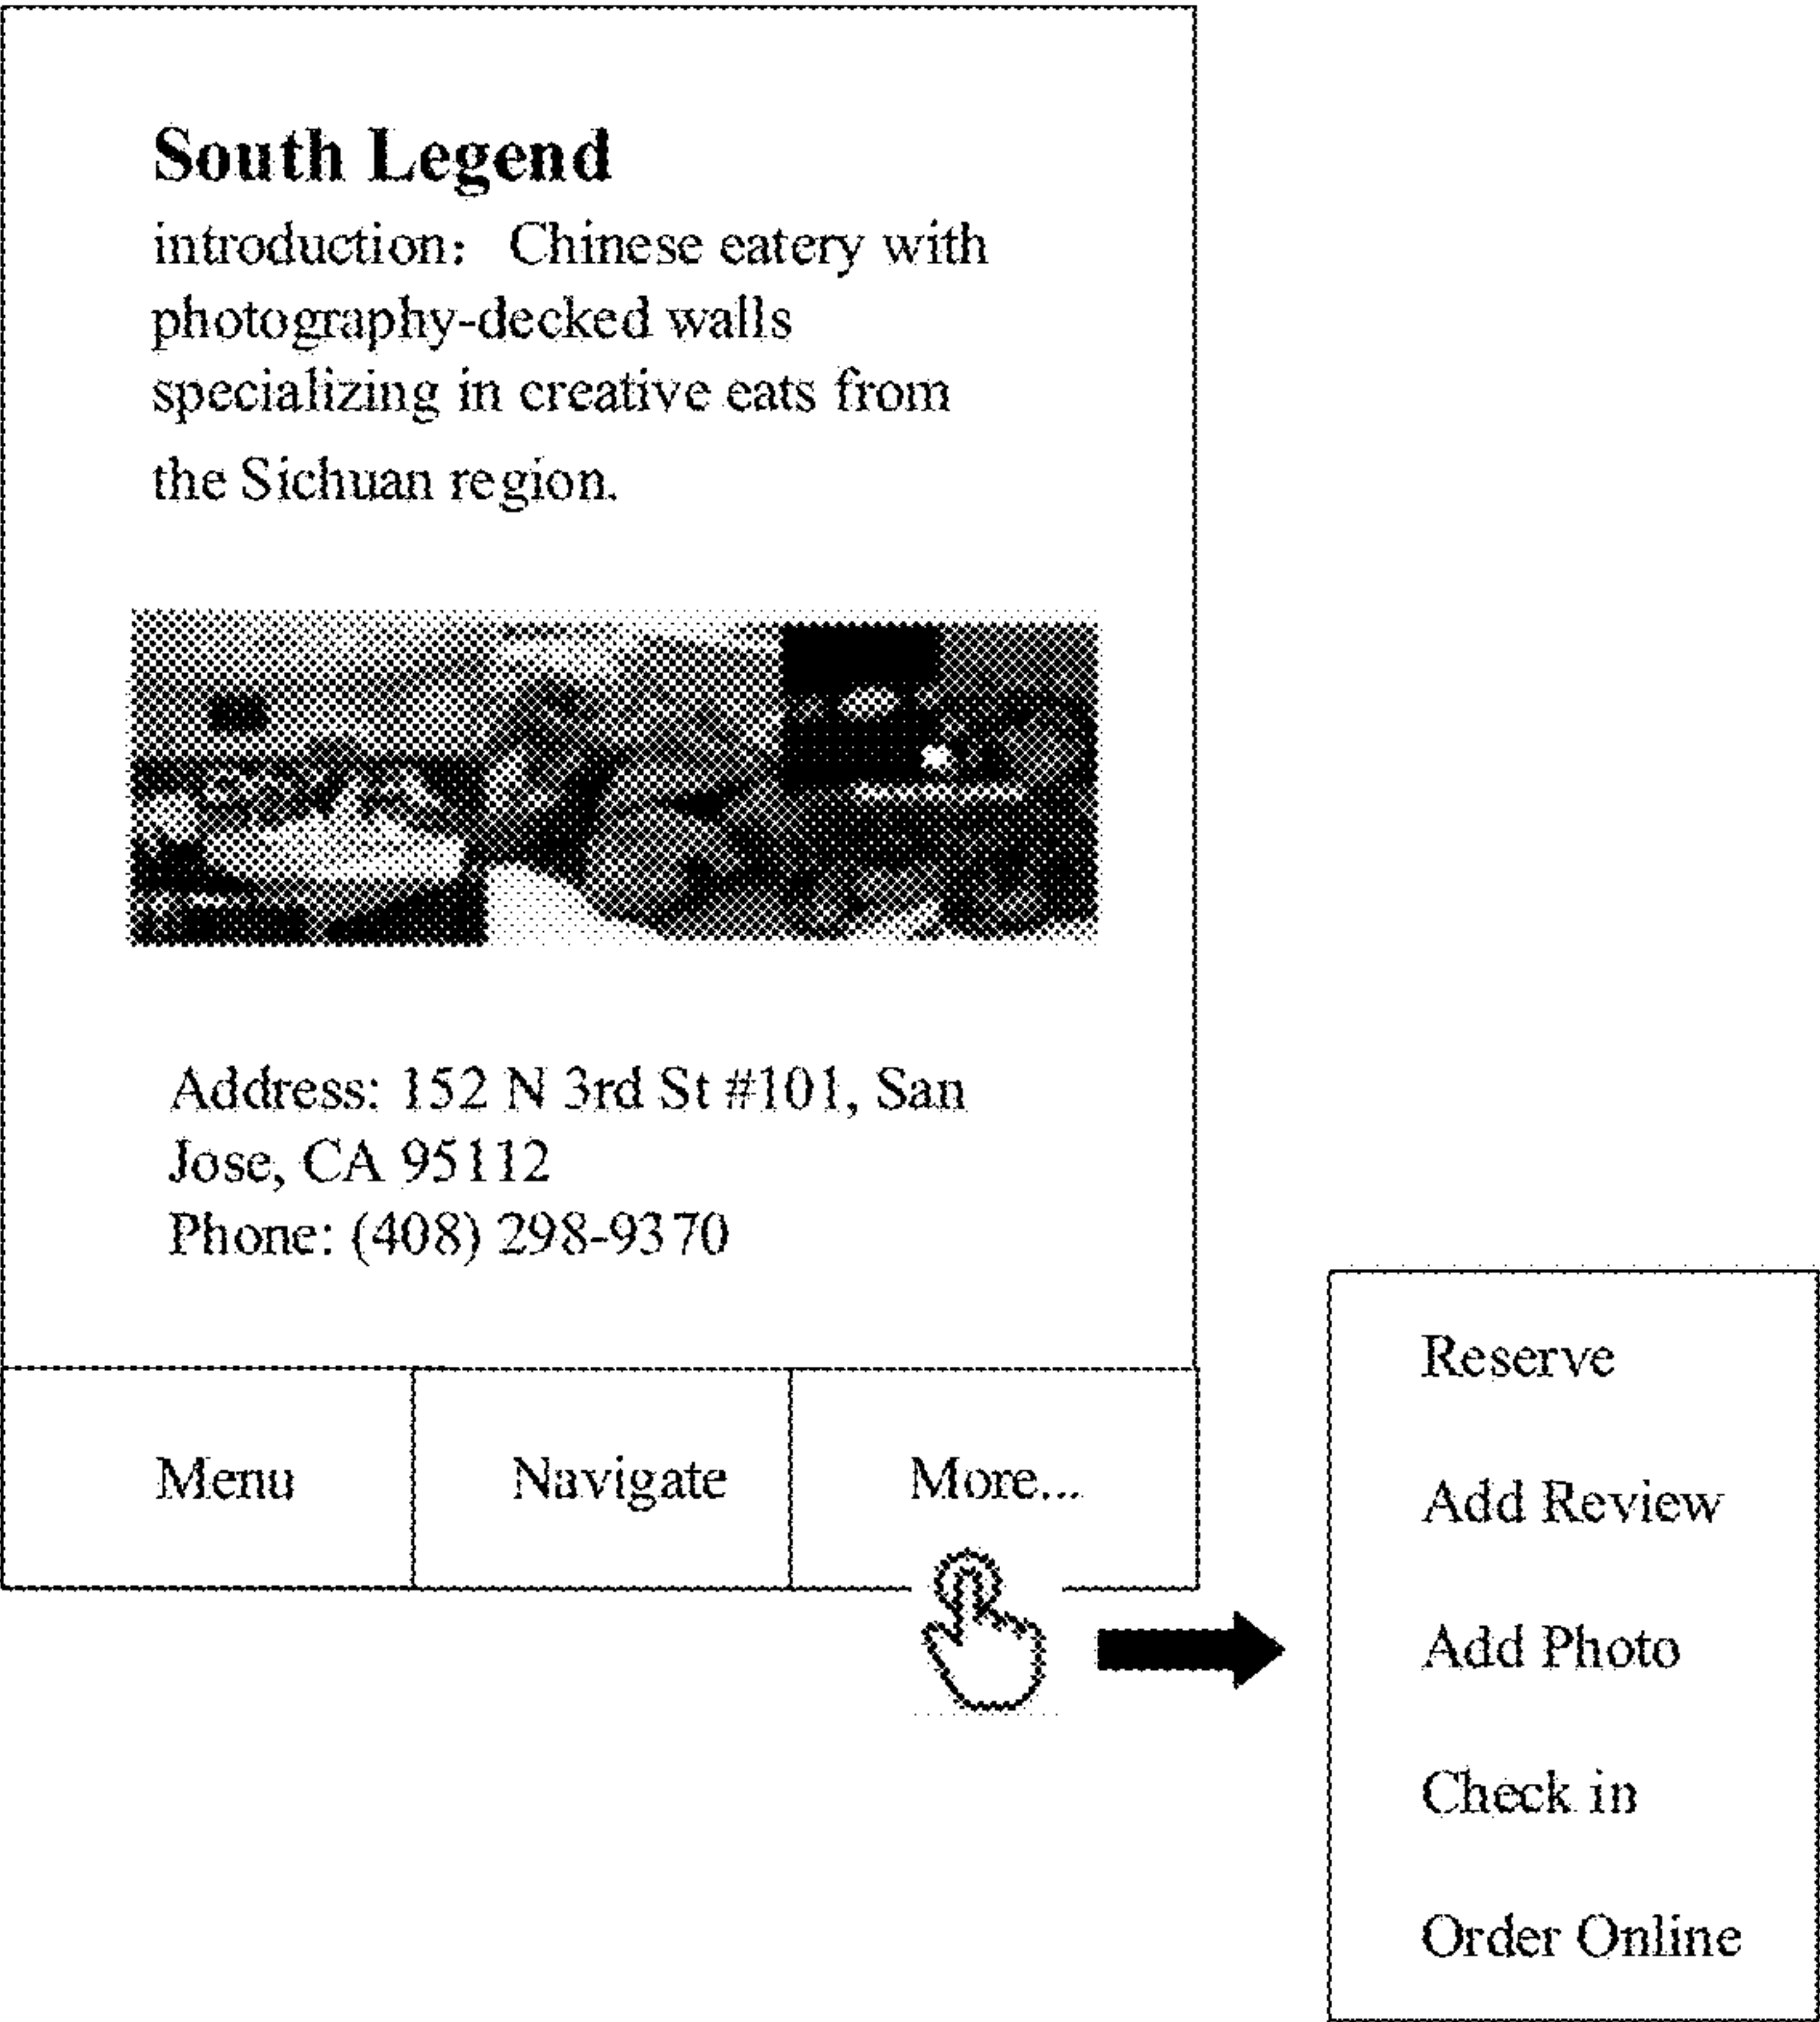 South Legend
introduction: Chinese eatery with
photography-decked walls
specializing in creative eats from
the Sichuan region.
Address: 152 N 3rd St #101, San
Jose, CA 95112
Phone: (408) 298-9370
Menu
Navigate
More...
Reserve
Add Review
Add Photo
Check in
Order Online